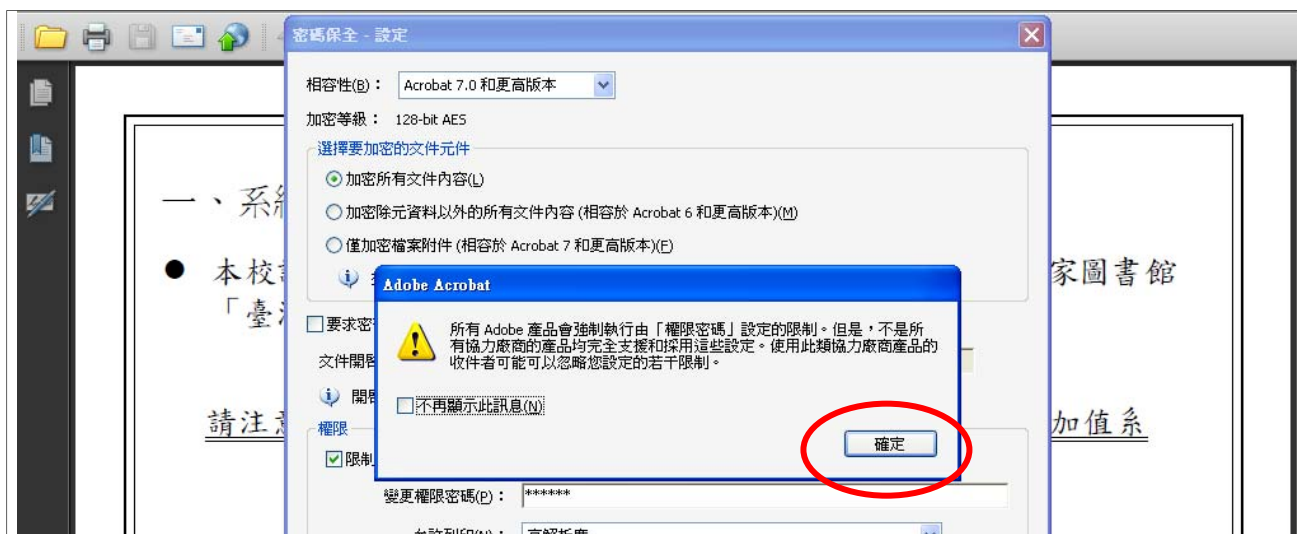 密碼保全 - 設定
相容性(B)： Acrobat 7.0 和更高版本
加密等級： 128-bit AES
選擇要加密的文件元件
加密所有文件內容(L)
加密除元資料以外的所有文件內容 (相容於 Acrobat 6 和更高版本)(M)
僅加密檔案附件 (相容於 Acrobat 7 和更高版本)(F)
一、系
● 本校 家圖書館
「臺
Adobe Acrobat
所有 Adobe 產品會強制執行由「權限密碼」設定的限制。但是，不是所
有協力廠商的產品均完全支援和採用這些設定。使用此類協力廠商產品的
收件者可能可以忽略您設定的若干限制。
不再顯示此訊息(N)
確定
要求密
文件開啟
開啟
請注意 加值系
權限
限制
變更權限密碼(P)： ******